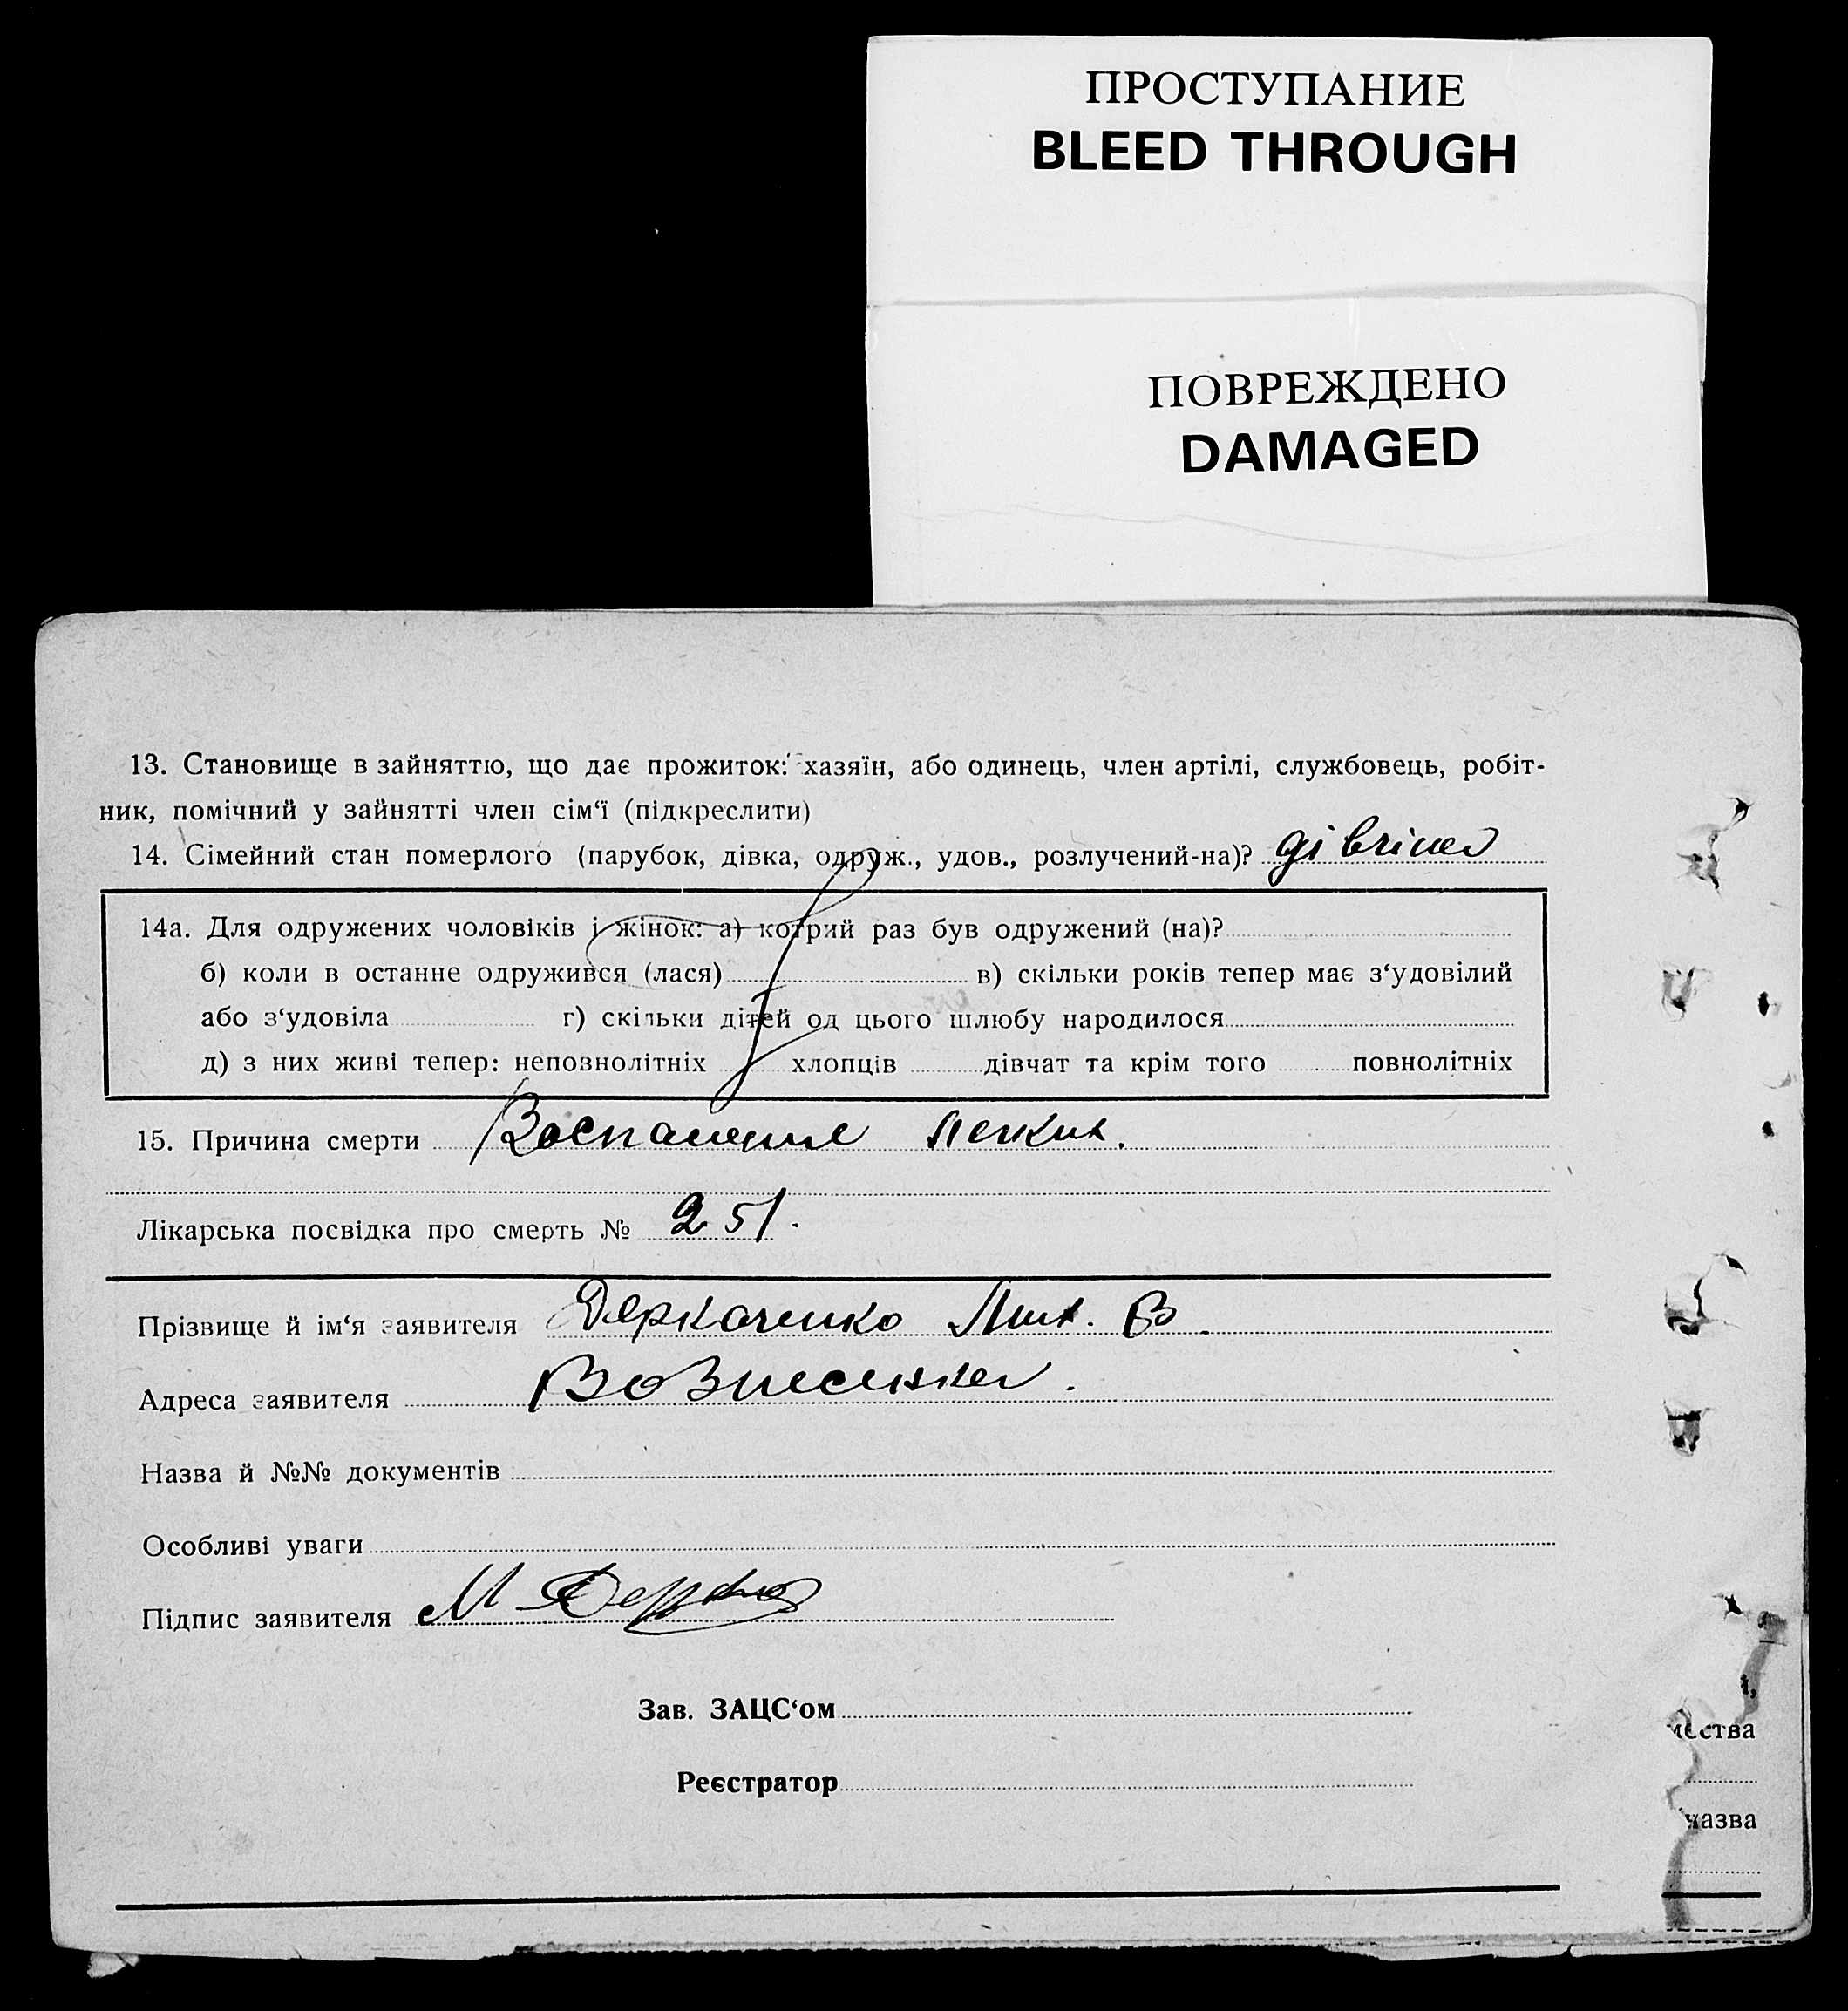 ПРОСТУПАНИЕ
BLEED THROUGH
ПОВРЕЖДЕНО
DAMAGED
13. Становище в зайняттю, що дає прожиток: хазяїн, або одинець, член артілі, службовець, робіт-
ник, помічний у зайнятті член сім‘ї (підкреслити)
14. Сімейний стан померлого (парубок, дівка, одруж., удов., розлучений-на)? дівчина
14а. Для одружених чоловіків і жінок: а) котрий раз був одружений (на)?
б) коли в останне одружився (лася) в) скільки років тепер має з‘удовілий
або з‘удовіла г) скільки дітей од цього шлюбу народилося
д) з них живі тепер: неповнолітніх хлопців дівчат та крім того повнолітніх
15. Причина смерти Воспаление легких.
Лікарська посвідка про смерть № 251.
Прізвище й ім‘я заявителя Деркаченко Мих. В.
Адреса заявителя Вознесенка.
Назва й №№ документів
Особливі уваги
Підпис заявителя М
Зав. ЗАЦС‘ом
Реєстратор
і,
мества
назва